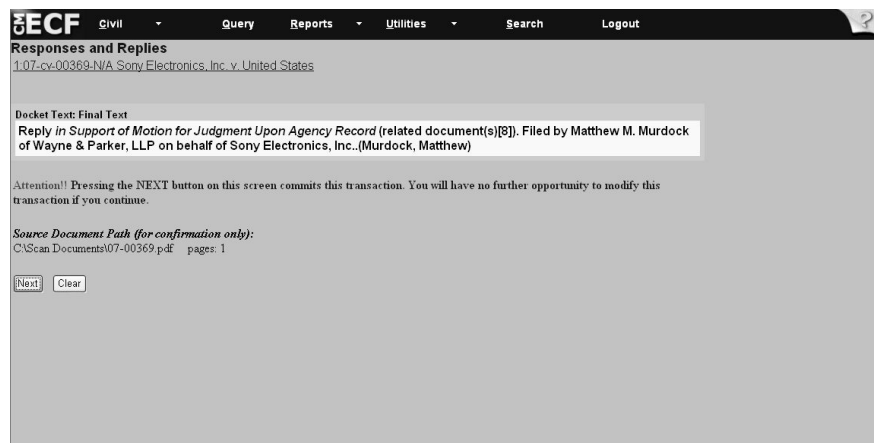 CM ECF Civil Query Reports Utilities Search Logout ?
Responses and Replies
1:07-cv-00369-N/A Sony Electronics, Inc. v. United States
Docket Text: Final Text
Reply in Support of Motion for Judgment Upon Agency Record (related document(s)[8]). Filed by Matthew M. Murdock
of Wayne & Parker, LLP on behalf of Sony Electronics, Inc..(Murdock, Matthew)
Attention!! Pressing the NEXT button on this screen commits this transaction. You will have no further opportunity to modify this
transaction if you continue.
Source Document Path (for confirmation only):
C:\Scan Documents\07-00369.pdf pages: 1
Next Clear